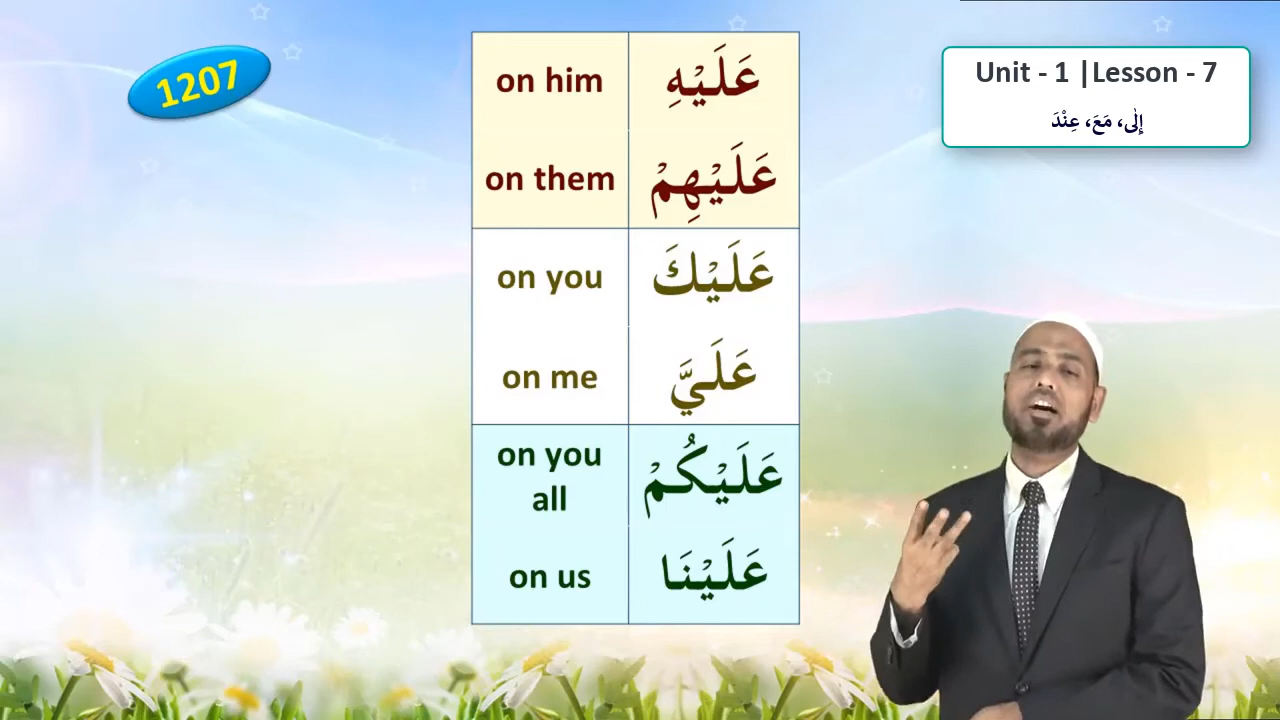 1207
on him عَلَيْهِ
on them عَلَيْهِمْ
on you عَلَيْكَ
on me عَلَيَّ
on you
all عَلَيْكُمْ
on us عَلَيْنَا
Unit - 1 |Lesson - 7
إِلٰى، مَعَ، عِنْدَ